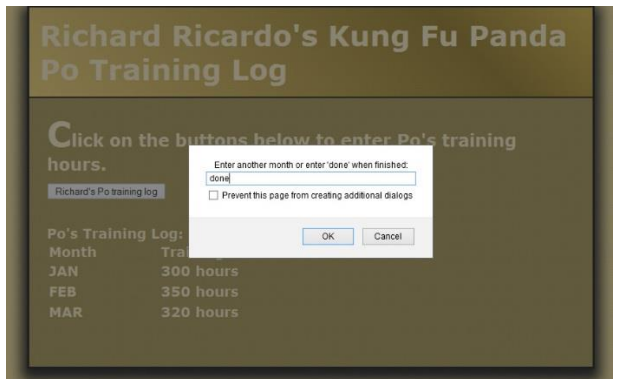 Richard Ricardo's Kung Fu Panda
Po Training Log
Click on the buttons below to enter Po's training
hours.
Enter another month or enter 'done' when finished:
done
Prevent this page from creating additional dialogs
OK Cancel
Richard's Po training log
Po's Training Log:
Month
JAN 300 hours
FEB 350 hours
MAR 320 hours